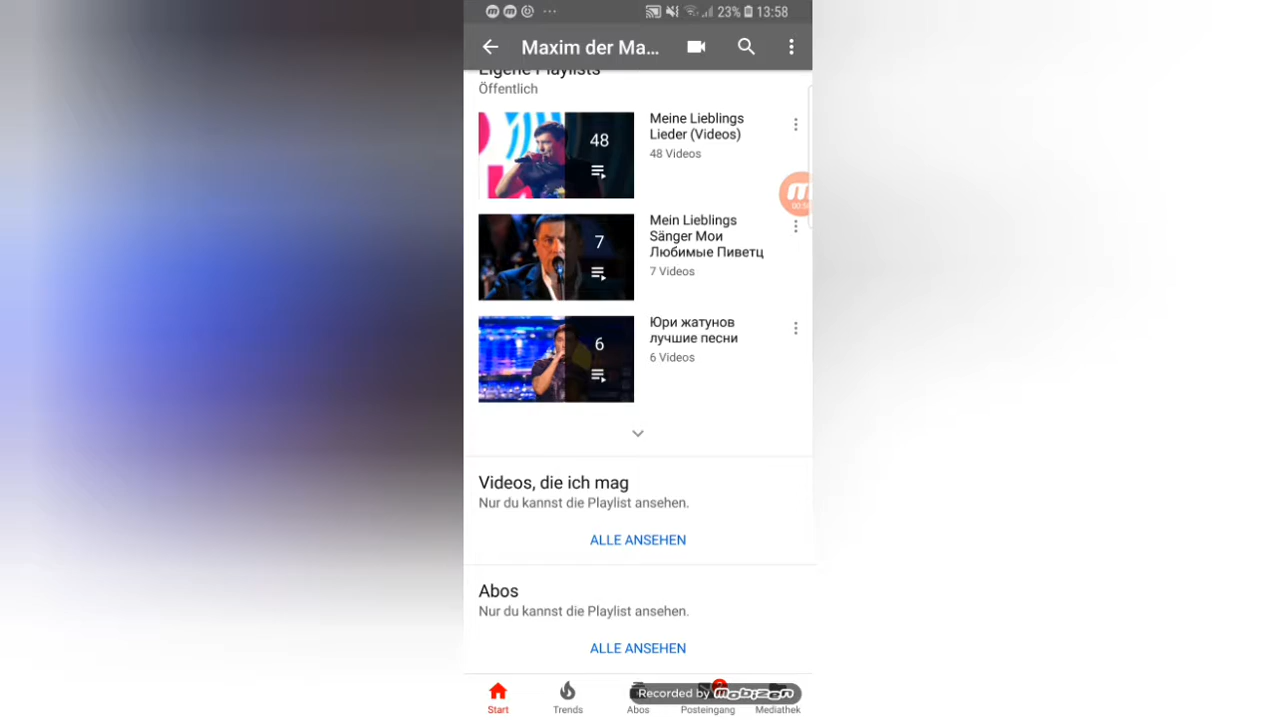 23% 13:58
Maxim der Ma...
Eigene Playlists
Öffentlich
48
Meine Lieblings
Lieder (Videos)
48 Videos
7
Mein Lieblings
Sänger Мои
Любимые Пиветц
7 Videos
6
Юри жатунов
лучшие песни
6 Videos
Videos, die ich mag
Nur du kannst die Playlist ansehen.
ALLE ANSEHEN
Abos
Nur du kannst die Playlist ansehen.
ALLE ANSEHEN
Recorded by mobizen
Start
Trends
Abos
Posteingang
Mediathek